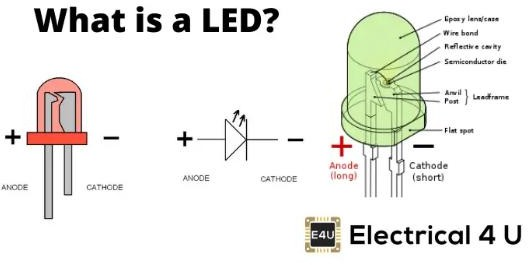 What is a LED?
+
−
ANODE
CATHODE
+
−
ANODE
CATHODE
Epoxy lens/case
Wire bond
Reflective cavity
Semiconductor die
Anvil
Post
Leadframe
Flat spot
+
−
Anode
(long)
Cathode
(short)
E4U
Electrical 4 U